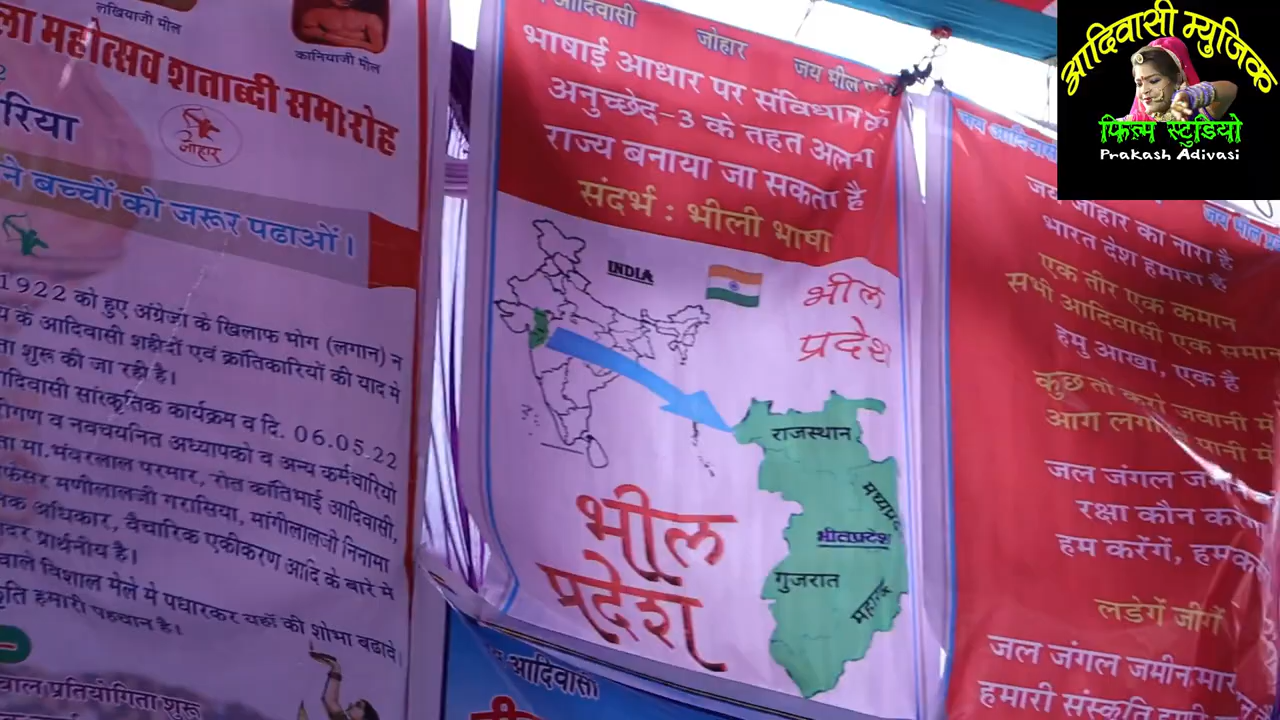 लखियाजी मील
कानियाजी मील
ला महोत्सव शताब्दी समारोह
रिया
जोहार
ने बच्चों को जरूर पढाओं।
1922 को हुए अंग्रेजों के खिलाफ भोग (लगान) न
य के आदिवासी शहीदों एवं क्रांतिकारियों की याद मे
ता शुरू की जा रही है।
आदिवासी सांस्कृतिक कार्यक्रम व दि. 06.05.22
व नवचयनित अध्यापको व अन्य कर्मचारियो
मा.भंवरलाल परमार, रोत कांतिभाई आदिवासी,
मणीलालजी गरासिया, मांगीलालजी निनामा
अधिकार, वैचारिक एकीकरण आदि के बारे मे
प्रार्थनीय है।
वाले विशाल मेले मे पधारकर यहाँ की शोभा बढावे
हमारी पहचान है।
प्रतियोगिता शुरू
आदिवासी
जोहार
जय भील
भाषाई आधार पर संविधान के
अनुच्छेद-3 के तहत अलग
राज्य बनाया जा सकता है
संदर्भ : भीली भाषा
INDIA
भील
प्रदेश
राजस्थान
मध्यप्रदे
भीलप्रदेश
गुजरात
भील
प्रदेश
आदिवासी
जय आदिवासी
जय भील
जय जोहार का नारा है
भारत देश हमारा है
एक तीर एक कमान
सभी आदिवासी एक समान
हमु आखा, एक है
कुछ तो करो जवानी में
आग लगा पानी में
जल जंगल जमीन
रक्षा कौन करेगा
हम करेंगें, हम
लडेगें जीगें
जल जंगल जमीन
हमारी संस्कृति
आदिवासी म्युजिक
फिल्म स्टुडियो
Prakash Adivasi